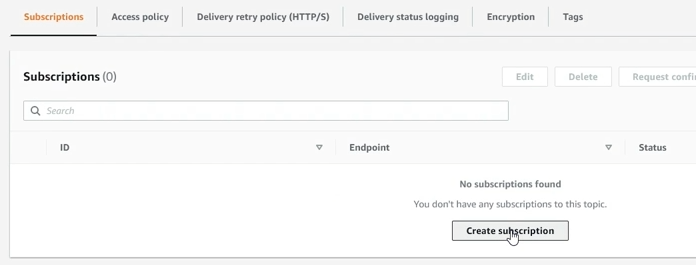 Subscriptions Access policy Delivery retry policy (HTTP/S) Delivery status logging Encryption Tags
Subscriptions (0) Edit Delete Request confir
Search
ID Endpoint Status
No subscriptions found
You don't have any subscriptions to this topic.
Create subscription